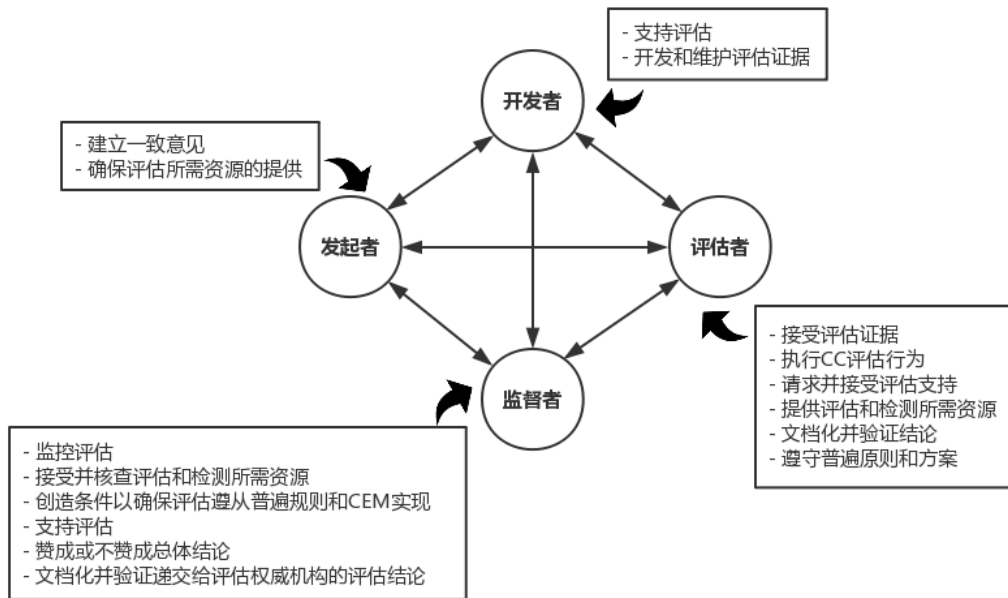 - 支持评估
- 开发和维护评估证据
开发者
- 建立一致意见
- 确保评估所需资源的提供
发起者
评估者
- 接受评估证据
- 执行CC评估行为
- 请求并接受评估支持
- 提供评估和检测所需资源
- 文档化并验证结论
- 遵守普遍原则和方案
监督者
- 监控评估
- 接受并核查评估和检测所需资源
- 创造条件以确保评估遵从普遍规则和CEM实现
- 支持评估
- 赞成或不赞成总体结论
- 文档化并验证递交给评估权威机构的评估结论